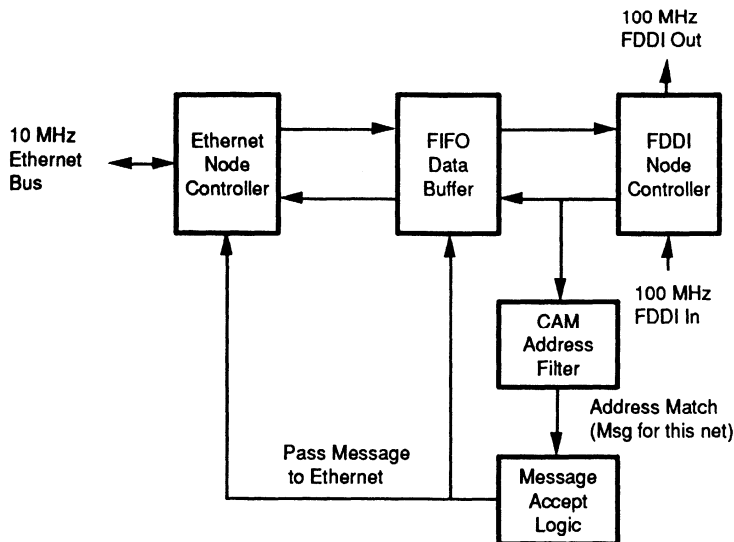 100 MHz
FDDI Out
10 MHz
Ethernet
Bus
Ethernet
Node
Controller
FIFO
Data
Buffer
FDDI
Node
Controller
100 MHz
FDDI In
CAM
Address
Filter
Address Match
(Msg for this net)
Pass Message
to Ethernet
Message
Accept
Logic